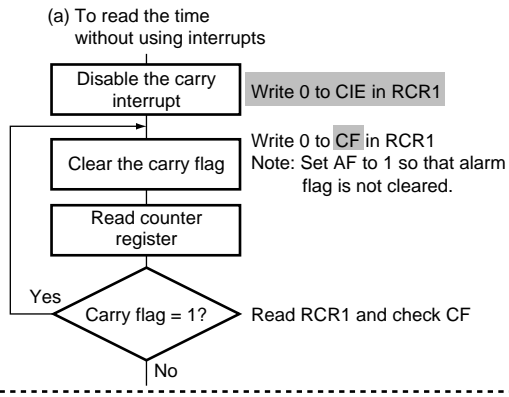 (a) To read the time
without using interrupts
Disable the carry
interrupt
Write 0 to CIE in RCR1
Write 0 to CF in RCR1
Clear the carry flag
Note: Set AF to 1 so that alarm
flag is not cleared.
Read counter
register
Yes
Carry flag = 1?
Read RCR1 and check CF
No